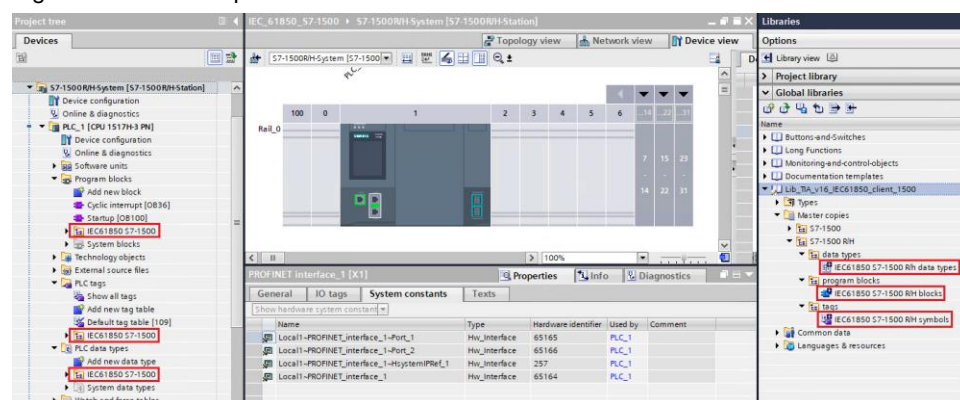 Project tree
IEC_61850_S7-1500 ▸ S7-1500R/H-System [S7-1500R/H-Station]
Libraries
Devices
Topology view
Network view
Device view
Options
S7-1500R/H-System [S7-1500
Library view
Project library
Global libraries
S7-1500R/H-System [S7-1500R/H-Station]
Device configuration
Online & diagnostics
PLC_1 [CPU 1517H-3 PN]
Device configuration
Online & diagnostics
Software units
Program blocks
Add new block
Cyclic interrupt [OB36]
Startup [OB100]
IEC61850 S7-1500
System blocks
Technology objects
External source files
PLC tags
Show all tags
Add new tag table
Default tag table [109]
IEC61850 S7-1500
PLC data types
Add new data type
IEC61850 S7-1500
System data types
Watch and force tables
100 0 1 2 3 4 5 6 ...14 ...22 ...31
Rail_0
7 15 23
- - -
14 22 31
100%
PROFINET interface_1 [X1]
Properties
Info
Diagnostics
General
IO tags
System constants
Texts
Show hardware system constant
Name Type Hardware identifier Used by Comment
Local1~PROFINET_interface_1~Port_1 Hw_Interface 65165 PLC_1
Local1~PROFINET_interface_1~Port_2 Hw_Interface 65166 PLC_1
Local1~PROFINET_interface_1~HsystemIPRef_1 Hw_Interface 257 PLC_1
Local1~PROFINET_interface_1 Hw_Interface 65164 PLC_1
Name
Buttons-and-Switches
Long Functions
Monitoring-and-control-objects
Documentation templates
Lib_TIA_v16_IEC61850_client_1500
Types
Master copies
S7-1500
S7-1500 R/H
data types
IEC61850 S7-1500 R/h data types
program blocks
IEC61850 S7-1500 R/H blocks
tags
IEC61850 S7-1500 R/H symbols
Common data
Languages & resources